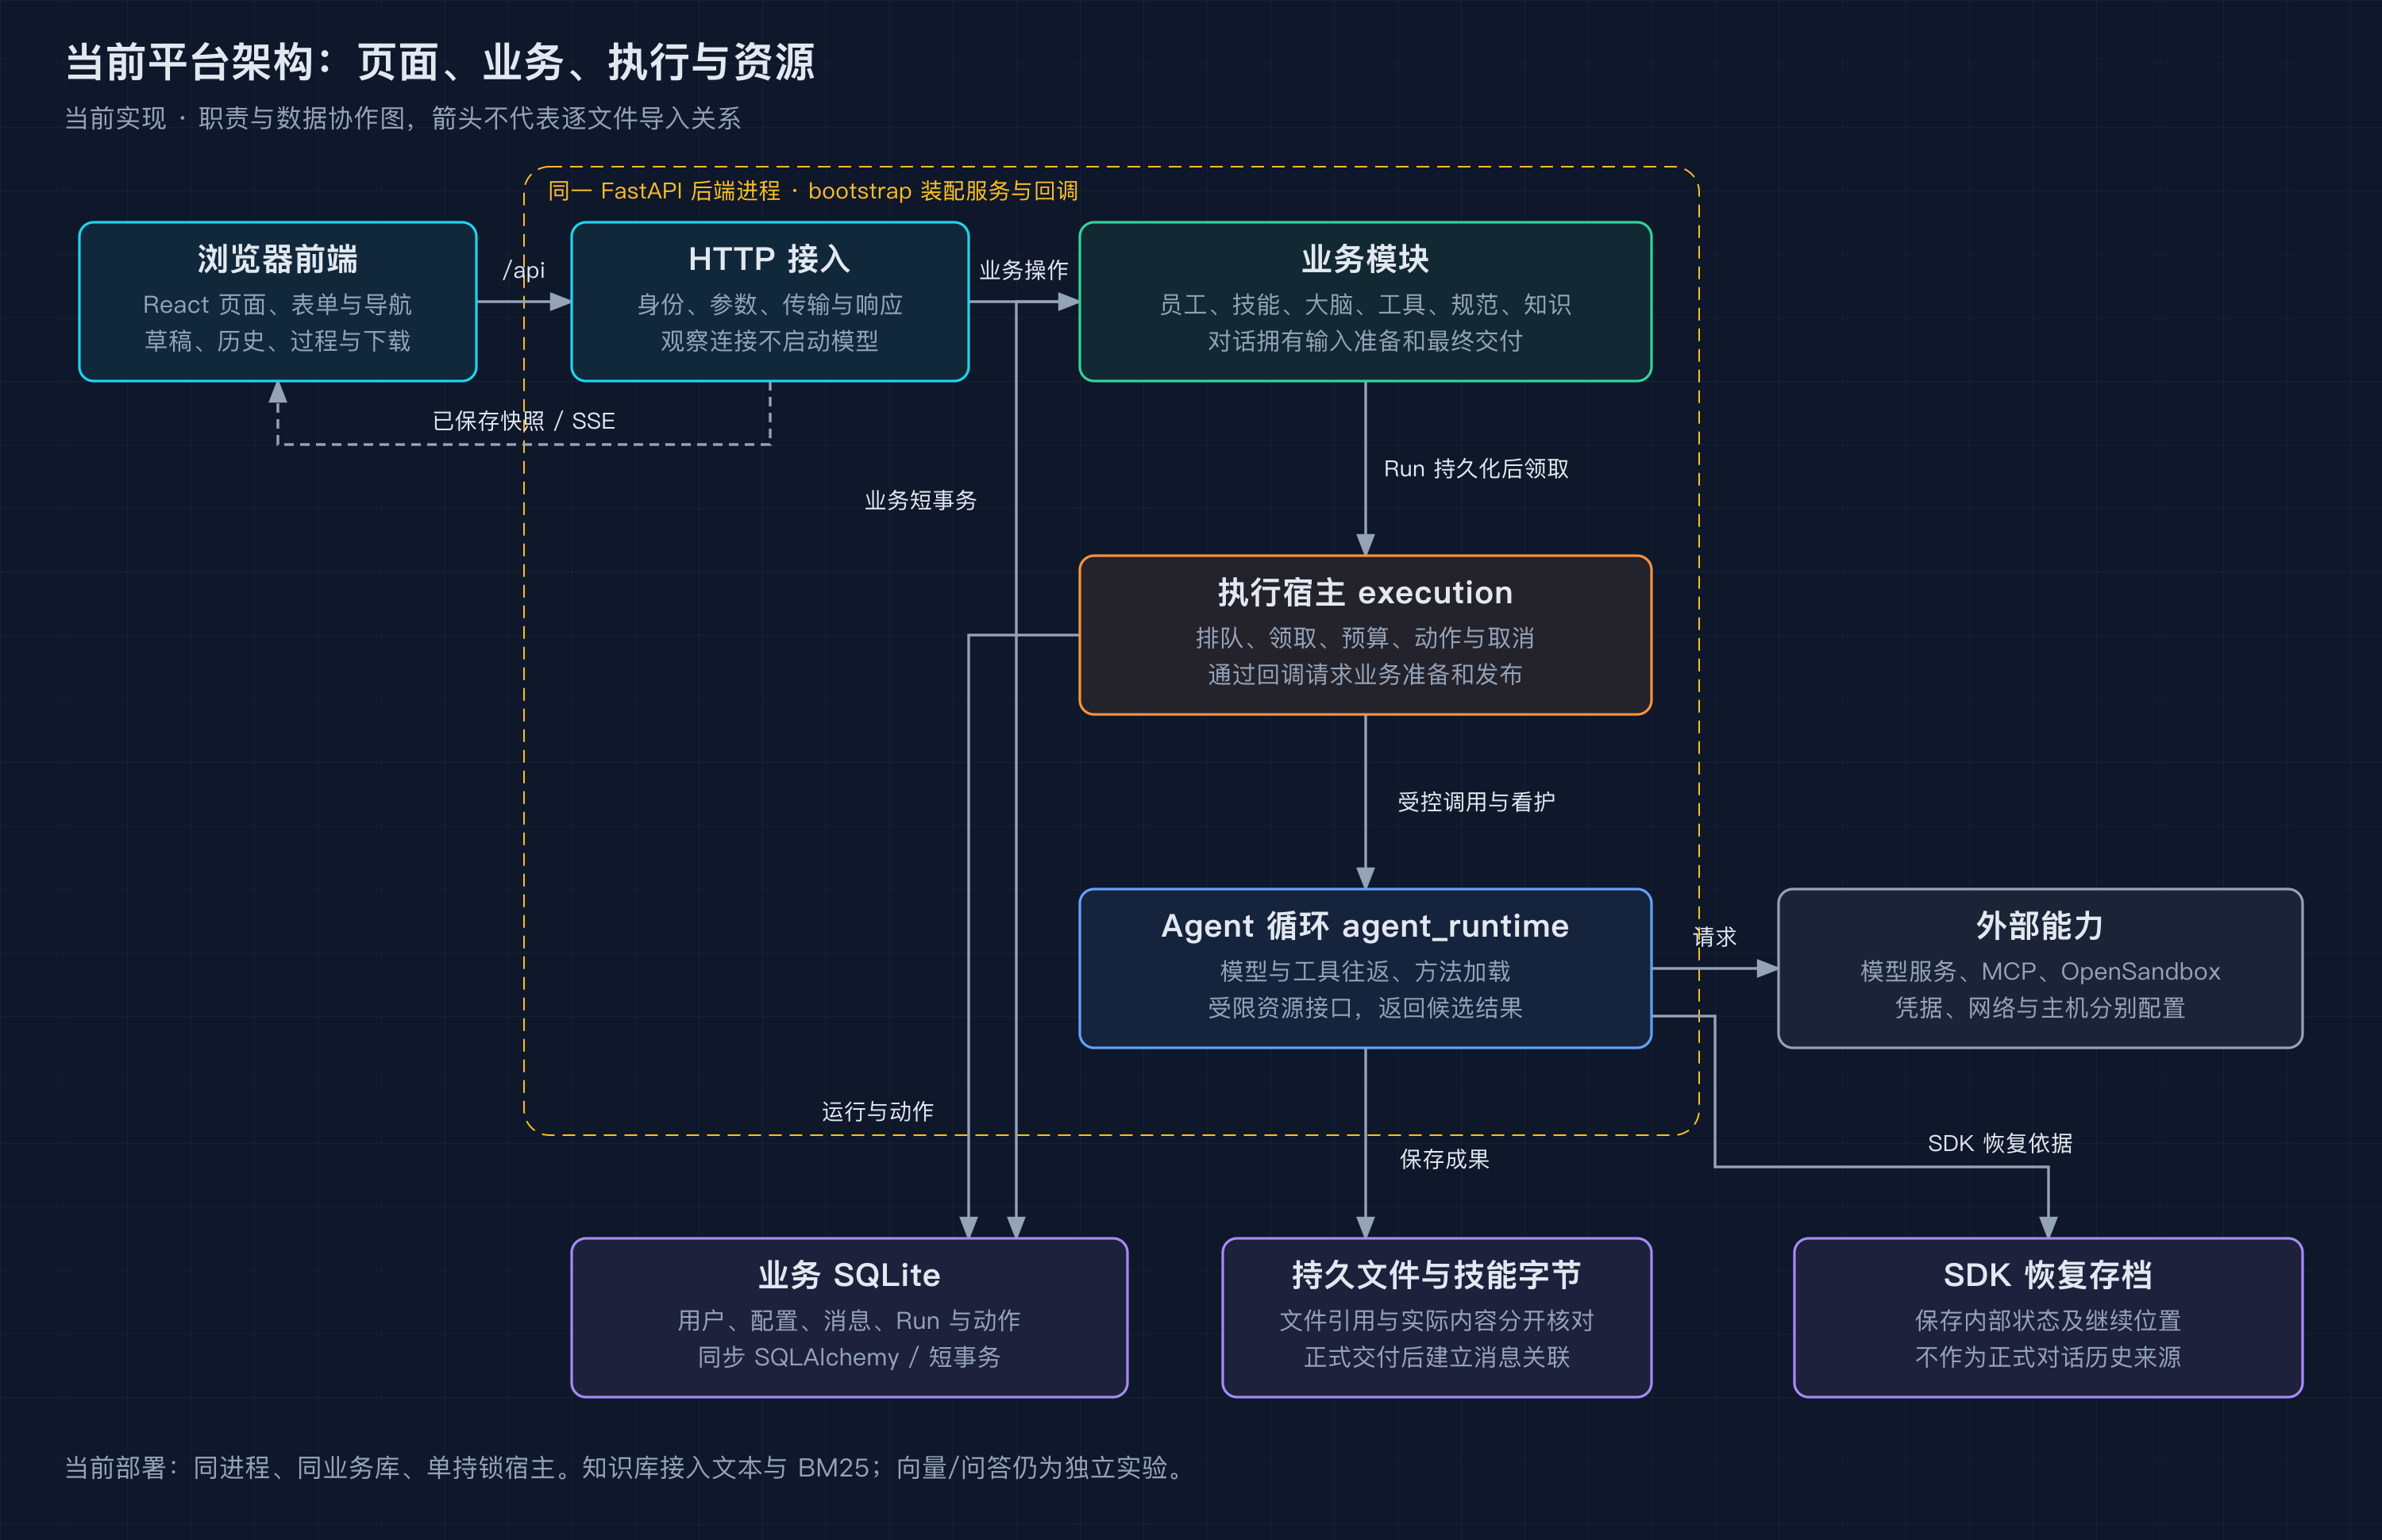 当前平台架构：页面、业务、执行与资源
当前实现 · 职责与数据协作图，箭头不代表逐文件导入关系
同一 FastAPI 后端进程 · bootstrap 装配服务与回调
浏览器前端
React 页面、表单与导航
草稿、历史、过程与下载
/api
HTTP 接入
身份、参数、传输与响应
观察连接不启动模型
业务操作
业务模块
员工、技能、大脑、工具、规范、知识
对话拥有输入准备和最终交付
已保存快照 / SSE
业务短事务
Run 持久化后领取
执行宿主 execution
排队、领取、预算、动作与取消
通过回调请求业务准备和发布
受控调用与看护
Agent 循环 agent_runtime
模型与工具往返、方法加载
受限资源接口，返回候选结果
请求
外部能力
模型服务、MCP、OpenSandbox
凭据、网络与主机分别配置
运行与动作
保存成果
SDK 恢复依据
业务 SQLite
用户、配置、消息、Run 与动作
同步 SQLAlchemy / 短事务
持久文件与技能字节
文件引用与实际内容分开核对
正式交付后建立消息关联
SDK 恢复存档
保存内部状态及继续位置
不作为正式对话历史来源
当前部署：同进程、同业务库、单持锁宿主。知识库接入文本与 BM25；向量/问答仍为独立实验。